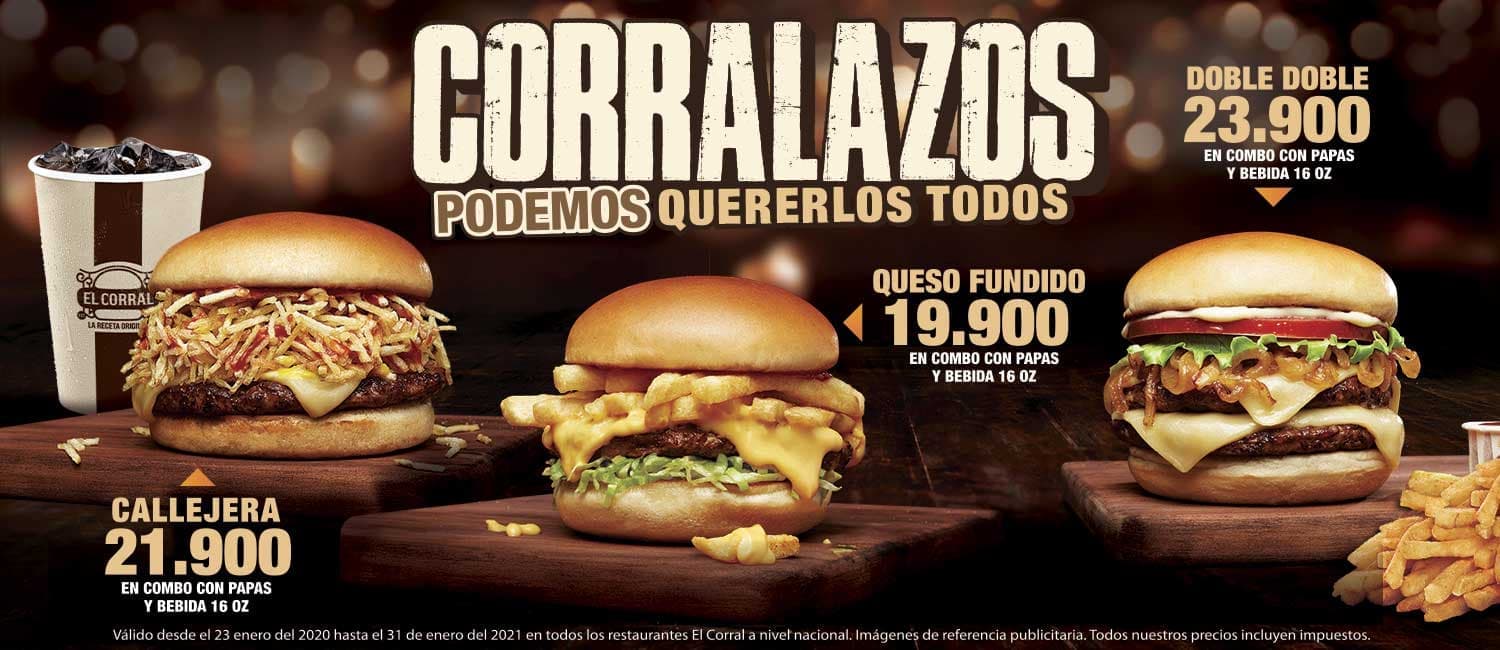 CORRALAZOS
PODEMOS QUERERLOS TODOS
DOBLE DOBLE
23.900
EN COMBO CON PAPAS
Y BEBIDA 16 OZ
QUESO FUNDIDO
19.900
EN COMBO CON PAPAS
Y BEBIDA 16 OZ
EL CORRAL
LA RECETA
CALLEJERA
21.900
EN COMBO CON PAPAS
Y BEBIDA 16 OZ
Válido desde el 23 enero del 2020 hasta el 31 de enero del 2021 en todos los restaurantes El Corral a nivel nacional. Imágenes de referencia publicitaria. Todos nuestros precios incluyen impuestos.